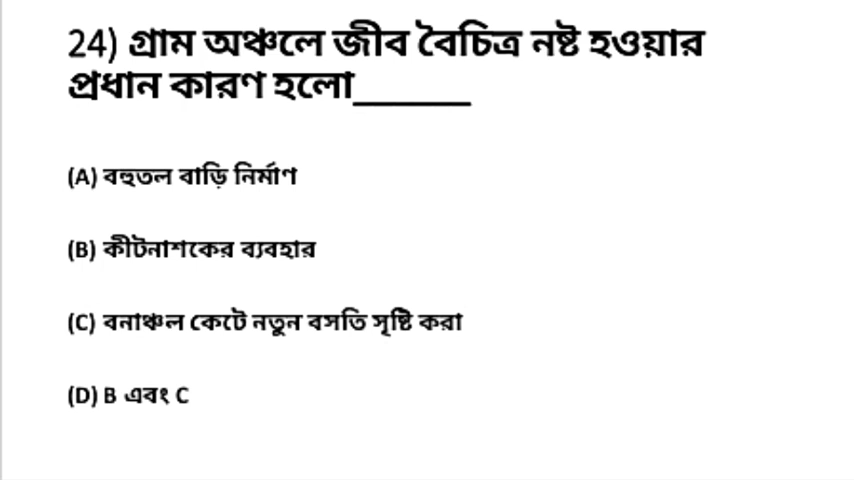 24) গ্রাম অঞ্চলে জীব বৈচিত্র নষ্ট হওয়ার
প্রধান কারণ হলো______
(A) বহুতল বাড়ি নির্মাণ
(B) কীটনাশকের ব্যবহার
(C) বনাঞ্চল কেটে নতুন বসতি সৃষ্টি করা
(D) B এবং C